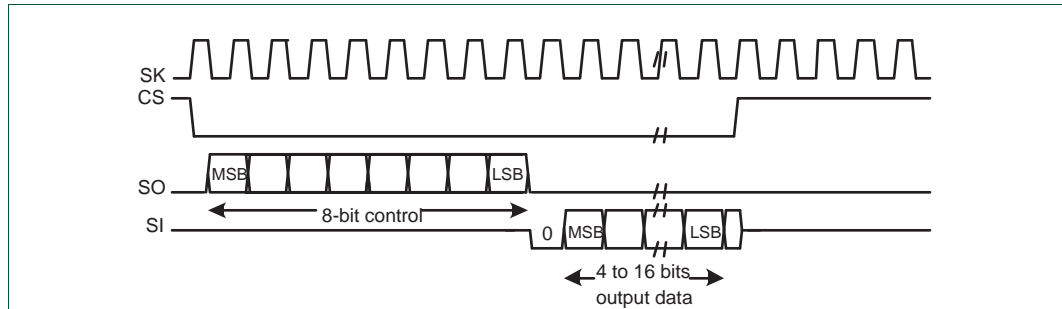 SK
CS
SO MSB LSB
8-bit control
SI 0 MSB LSB
4 to 16 bits
output data